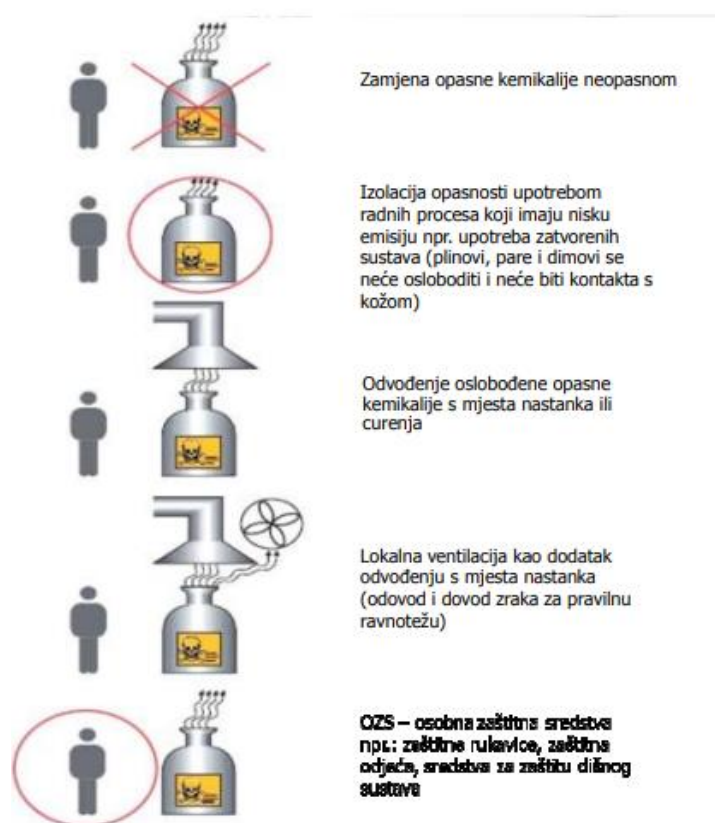 Zamjena opasne kemikalije neopasnom
Izolacija opasnosti upotrebom
radnih procesa koji imaju nisku
emisiju npr. upotreba zatvorenih
sustava (plinovi, pare i dimovi se
neće osloboditi i neće biti kontakta s
kožom)
Odvođenje oslobođene opasne
kemikalije s mjesta nastanka ili
curenja
Lokalna ventilacija kao dodatak
odvođenju s mjesta nastanka
(odovod i dovod zraka za pravilnu
ravnotežu)
OZS – osobna zaštitna sredstva
npr.: zaštitne rukavice, zaštitna
odjeća, sredstva za zaštitu dišnog
sustava